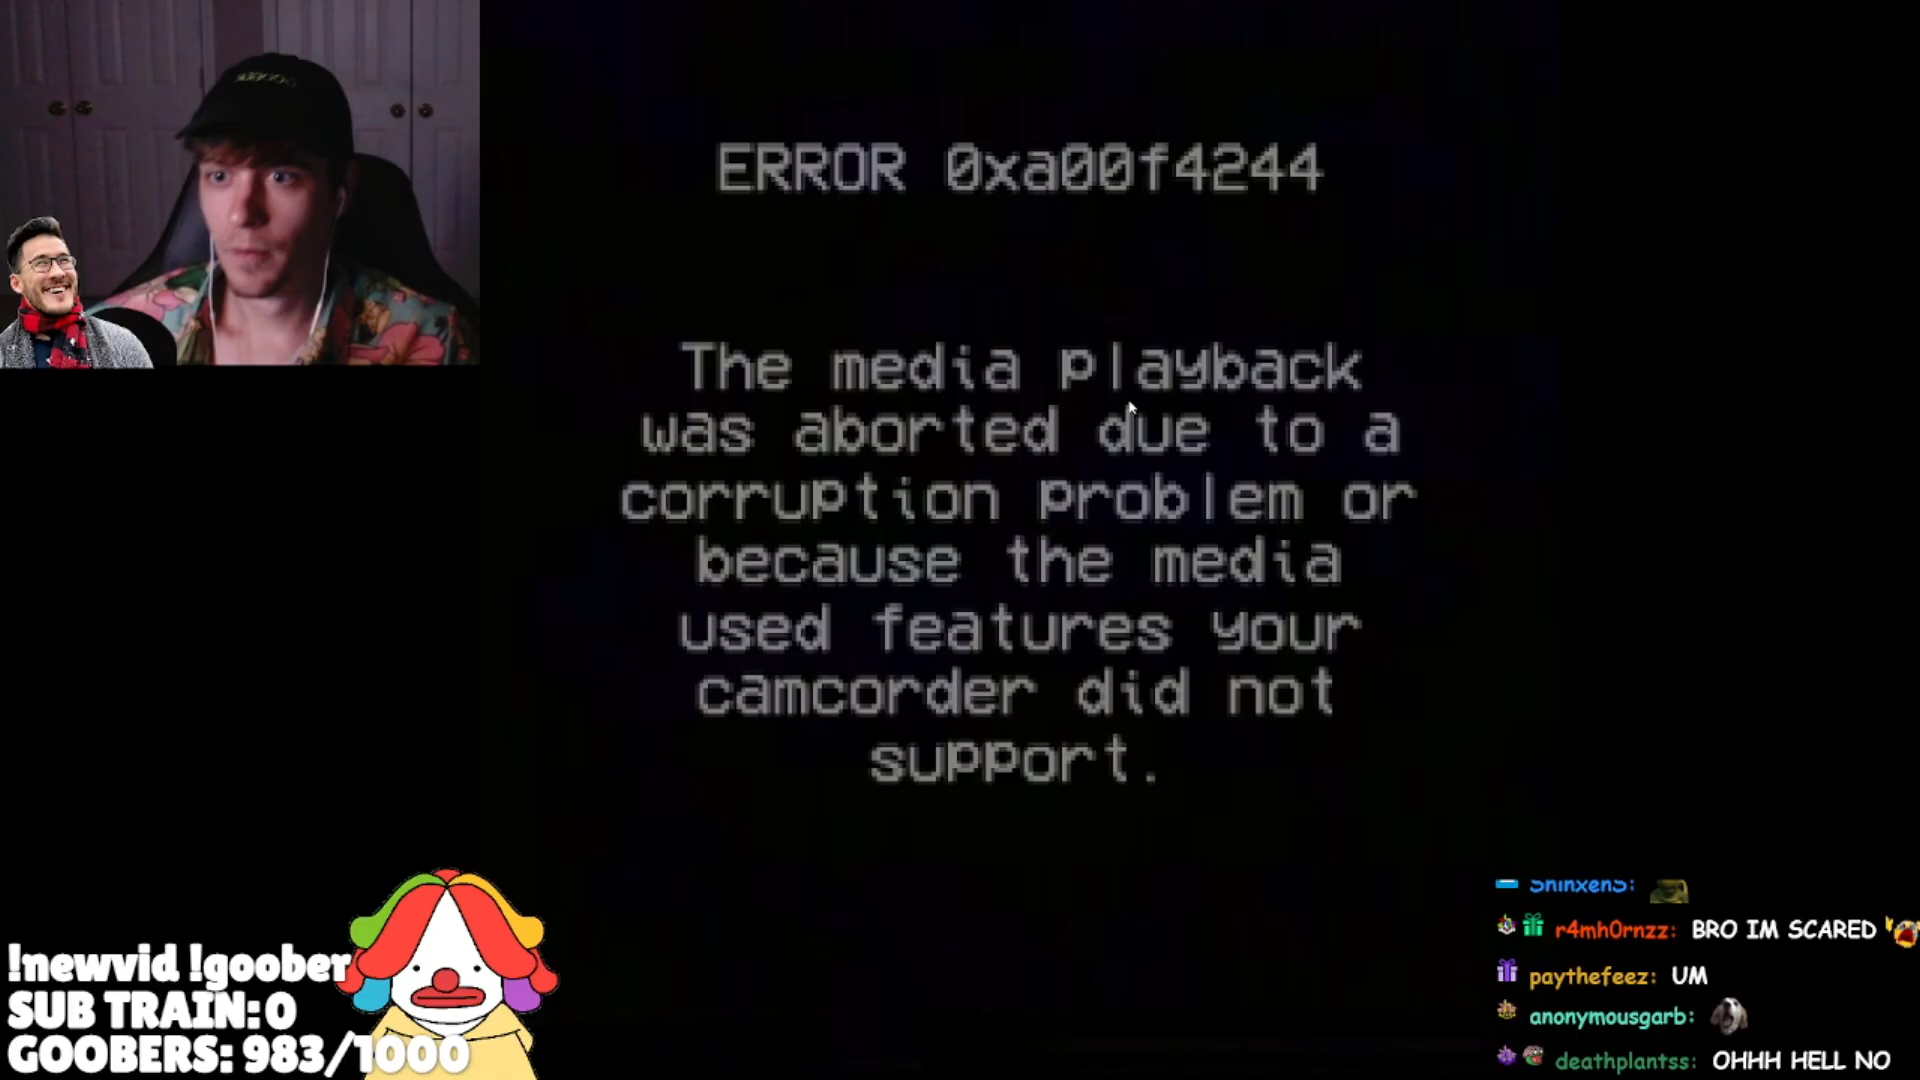 ERROR 0xa00f4244
The media playback
was aborted due to a
corruption problem or
because the media
used features your
camcorder did not
support.
!newvid !goober
SUB TRAIN: 0
GOOBERS: 983/1000
r4mh0rnzz: BRO IM SCARED
paythefeez: UM
anonymousgarb:
deathplantss: OHHH HELL NO